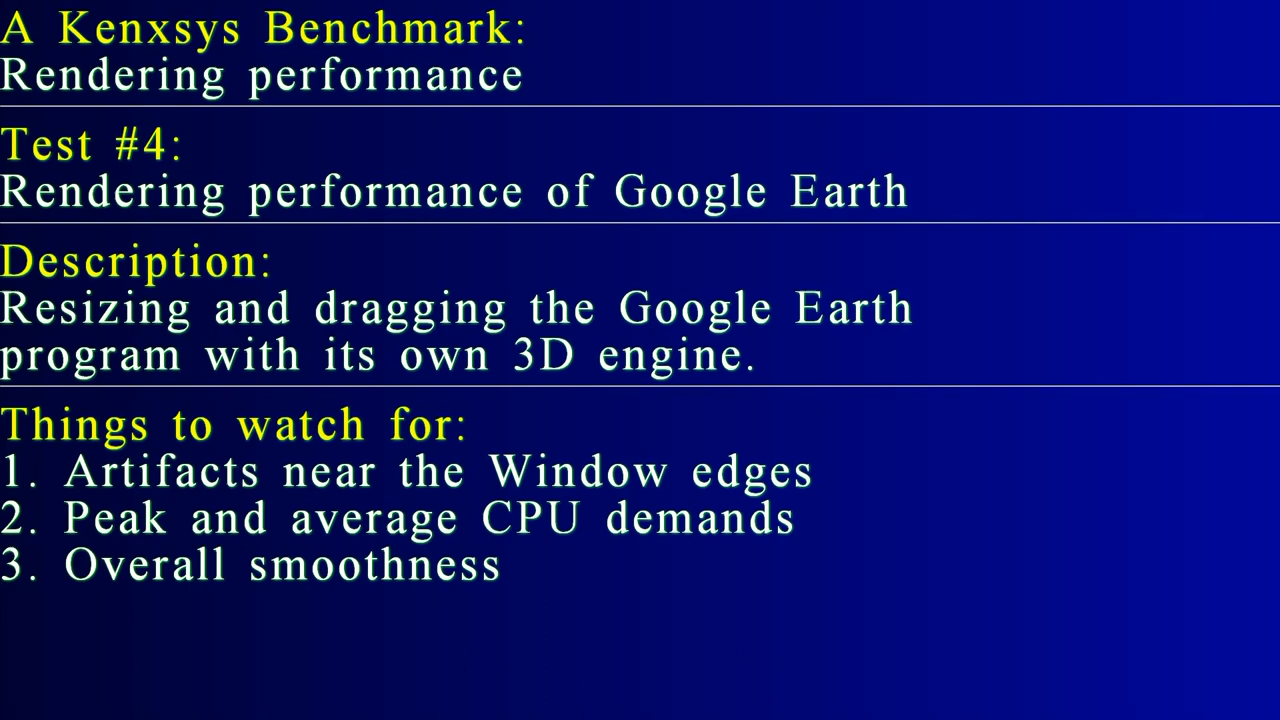 A Kenxsys Benchmark:
Rendering performance
Test #4:
Rendering performance of Google Earth
Description:
Resizing and dragging the Google Earth
program with its own 3D engine.
Things to watch for:
1. Artifacts near the Window edges
2. Peak and average CPU demands
3. Overall smoothness